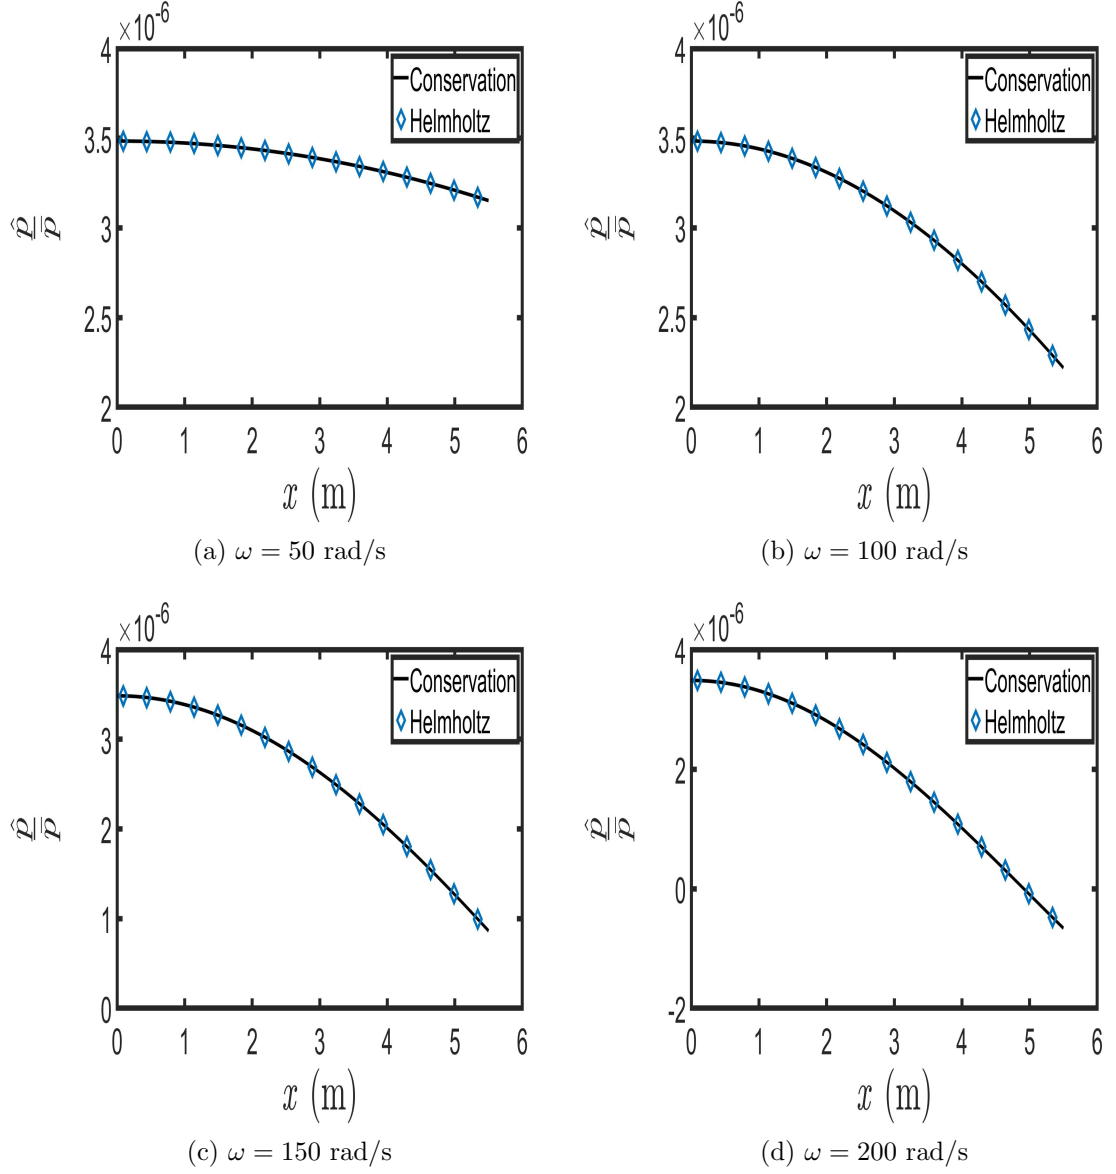 ×10⁻⁶
4
3.5
3
2.5
2
0 1 2 3 4 5 6
x (m)
p̂/p̄
Conservation
Helmholtz
(a) ω = 50 rad/s
×10⁻⁶
4
3.5
3
2.5
2
0 1 2 3 4 5 6
x (m)
p̂/p̄
Conservation
Helmholtz
(b) ω = 100 rad/s
×10⁻⁶
4
3
2
1
0
0 1 2 3 4 5 6
x (m)
p̂/p̄
Conservation
Helmholtz
(c) ω = 150 rad/s
×10⁻⁶
4
2
0
-2
0 1 2 3 4 5 6
x (m)
p̂/p̄
Conservation
Helmholtz
(d) ω = 200 rad/s